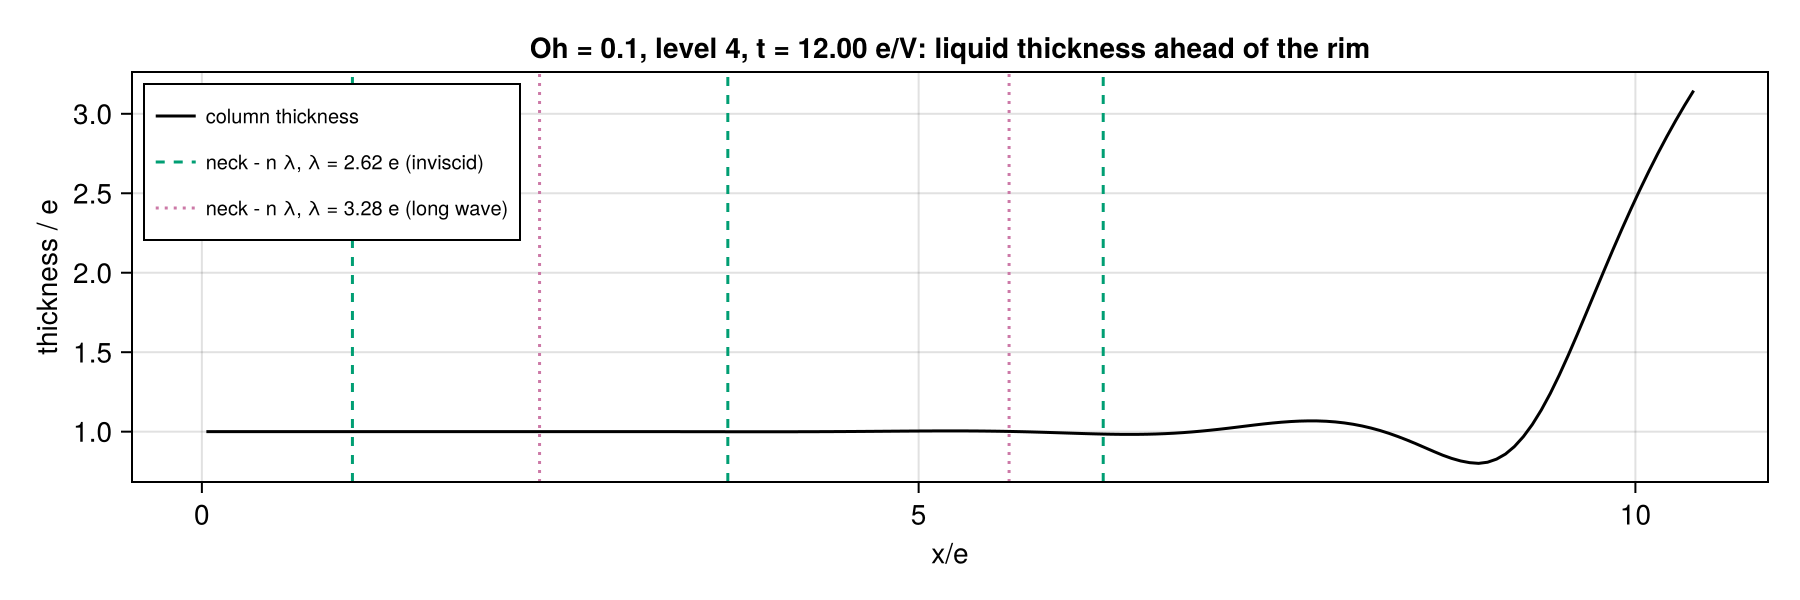 Oh = 0.1, level 4, t = 12.00 e/V: liquid thickness ahead of the rim
column thickness
neck - n λ, λ = 2.62 e (inviscid)
neck - n λ, λ = 3.28 e (long wave)
thickness / e
3.0
2.5
2.0
1.5
1.0
0
5
10
x/e